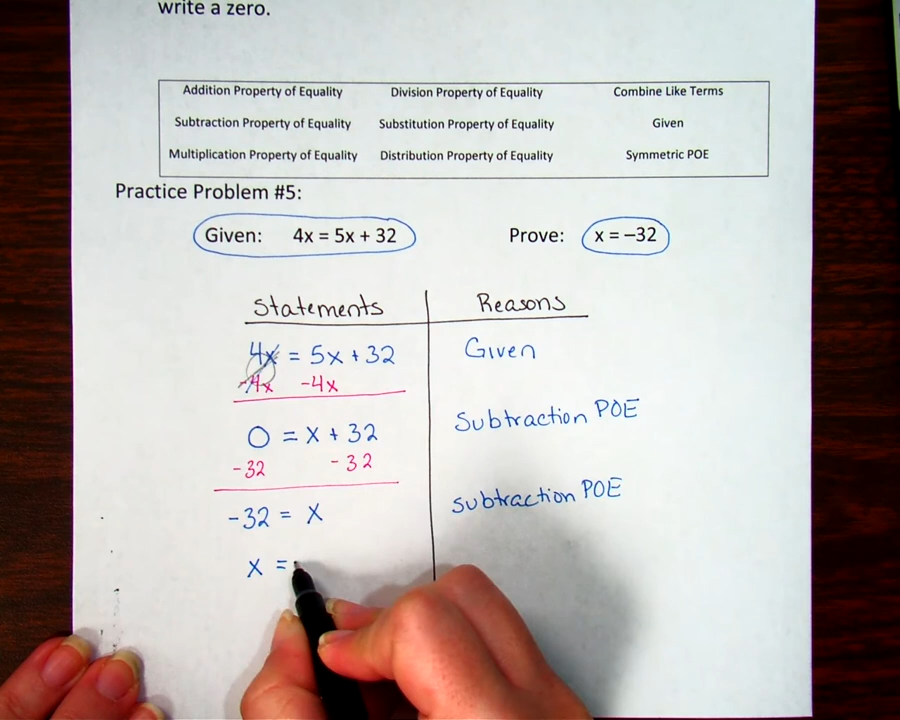 write a zero.
Addition Property of Equality Division Property of Equality Combine Like Terms
Subtraction Property of Equality Substitution Property of Equality Given
Multiplication Property of Equality Distribution Property of Equality Symmetric POE
Practice Problem #5:
Given: 4x = 5x + 32 Prove: x = –32
Statements Reasons
4x = 5x + 32 Given
-4x -4x
Subtraction POE
0 = x + 32
-32 -32
subtraction POE
-32 = x
x =